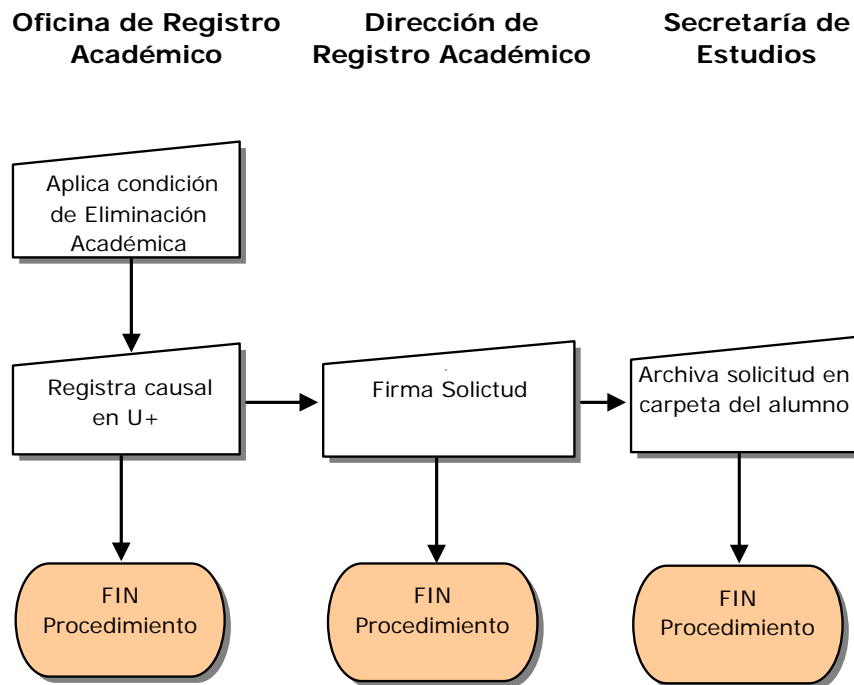 Oficina de Registro
Académico
Dirección de
Registro Académico
Secretaría de
Estudios
Aplica condición
de Eliminación
Académica
Registra causal
en U+
Firma Solictud
Archiva solicitud en
carpeta del alumno
FIN
Procedimiento
FIN
Procedimiento
FIN
Procedimiento